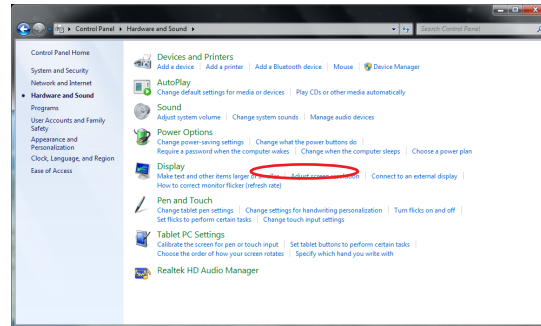 Control Panel ▸ Hardware and Sound ▸
Search Control Panel
Control Panel Home
System and Security
Network and Internet
Hardware and Sound
Programs
User Accounts and Family
Safety
Appearance and
Personalization
Clock, Language, and Region
Ease of Access
Devices and Printers
Add a device | Add a printer | Add a Bluetooth device | Mouse | Device Manager
AutoPlay
Change default settings for media or devices | Play CDs or other media automatically
Sound
Adjust system volume | Change system sounds | Manage audio devices
Power Options
Change power-saving settings | Change what the power buttons do |
Require a password when the computer wakes | Change when the computer sleeps | Choose a power plan
Display
Make text and other items larger or smaller | Adjust screen resolution | Connect to an external display |
How to correct monitor flicker (refresh rate)
Pen and Touch
Change tablet pen settings | Change settings for handwriting personalization | Turn flicks on and off |
Set flicks to perform certain tasks | Change touch input settings
Tablet PC Settings
Calibrate the screen for pen or touch input | Set tablet buttons to perform certain tasks |
Choose the order of how your screen rotates | Specify which hand you write with
Realtek HD Audio Manager